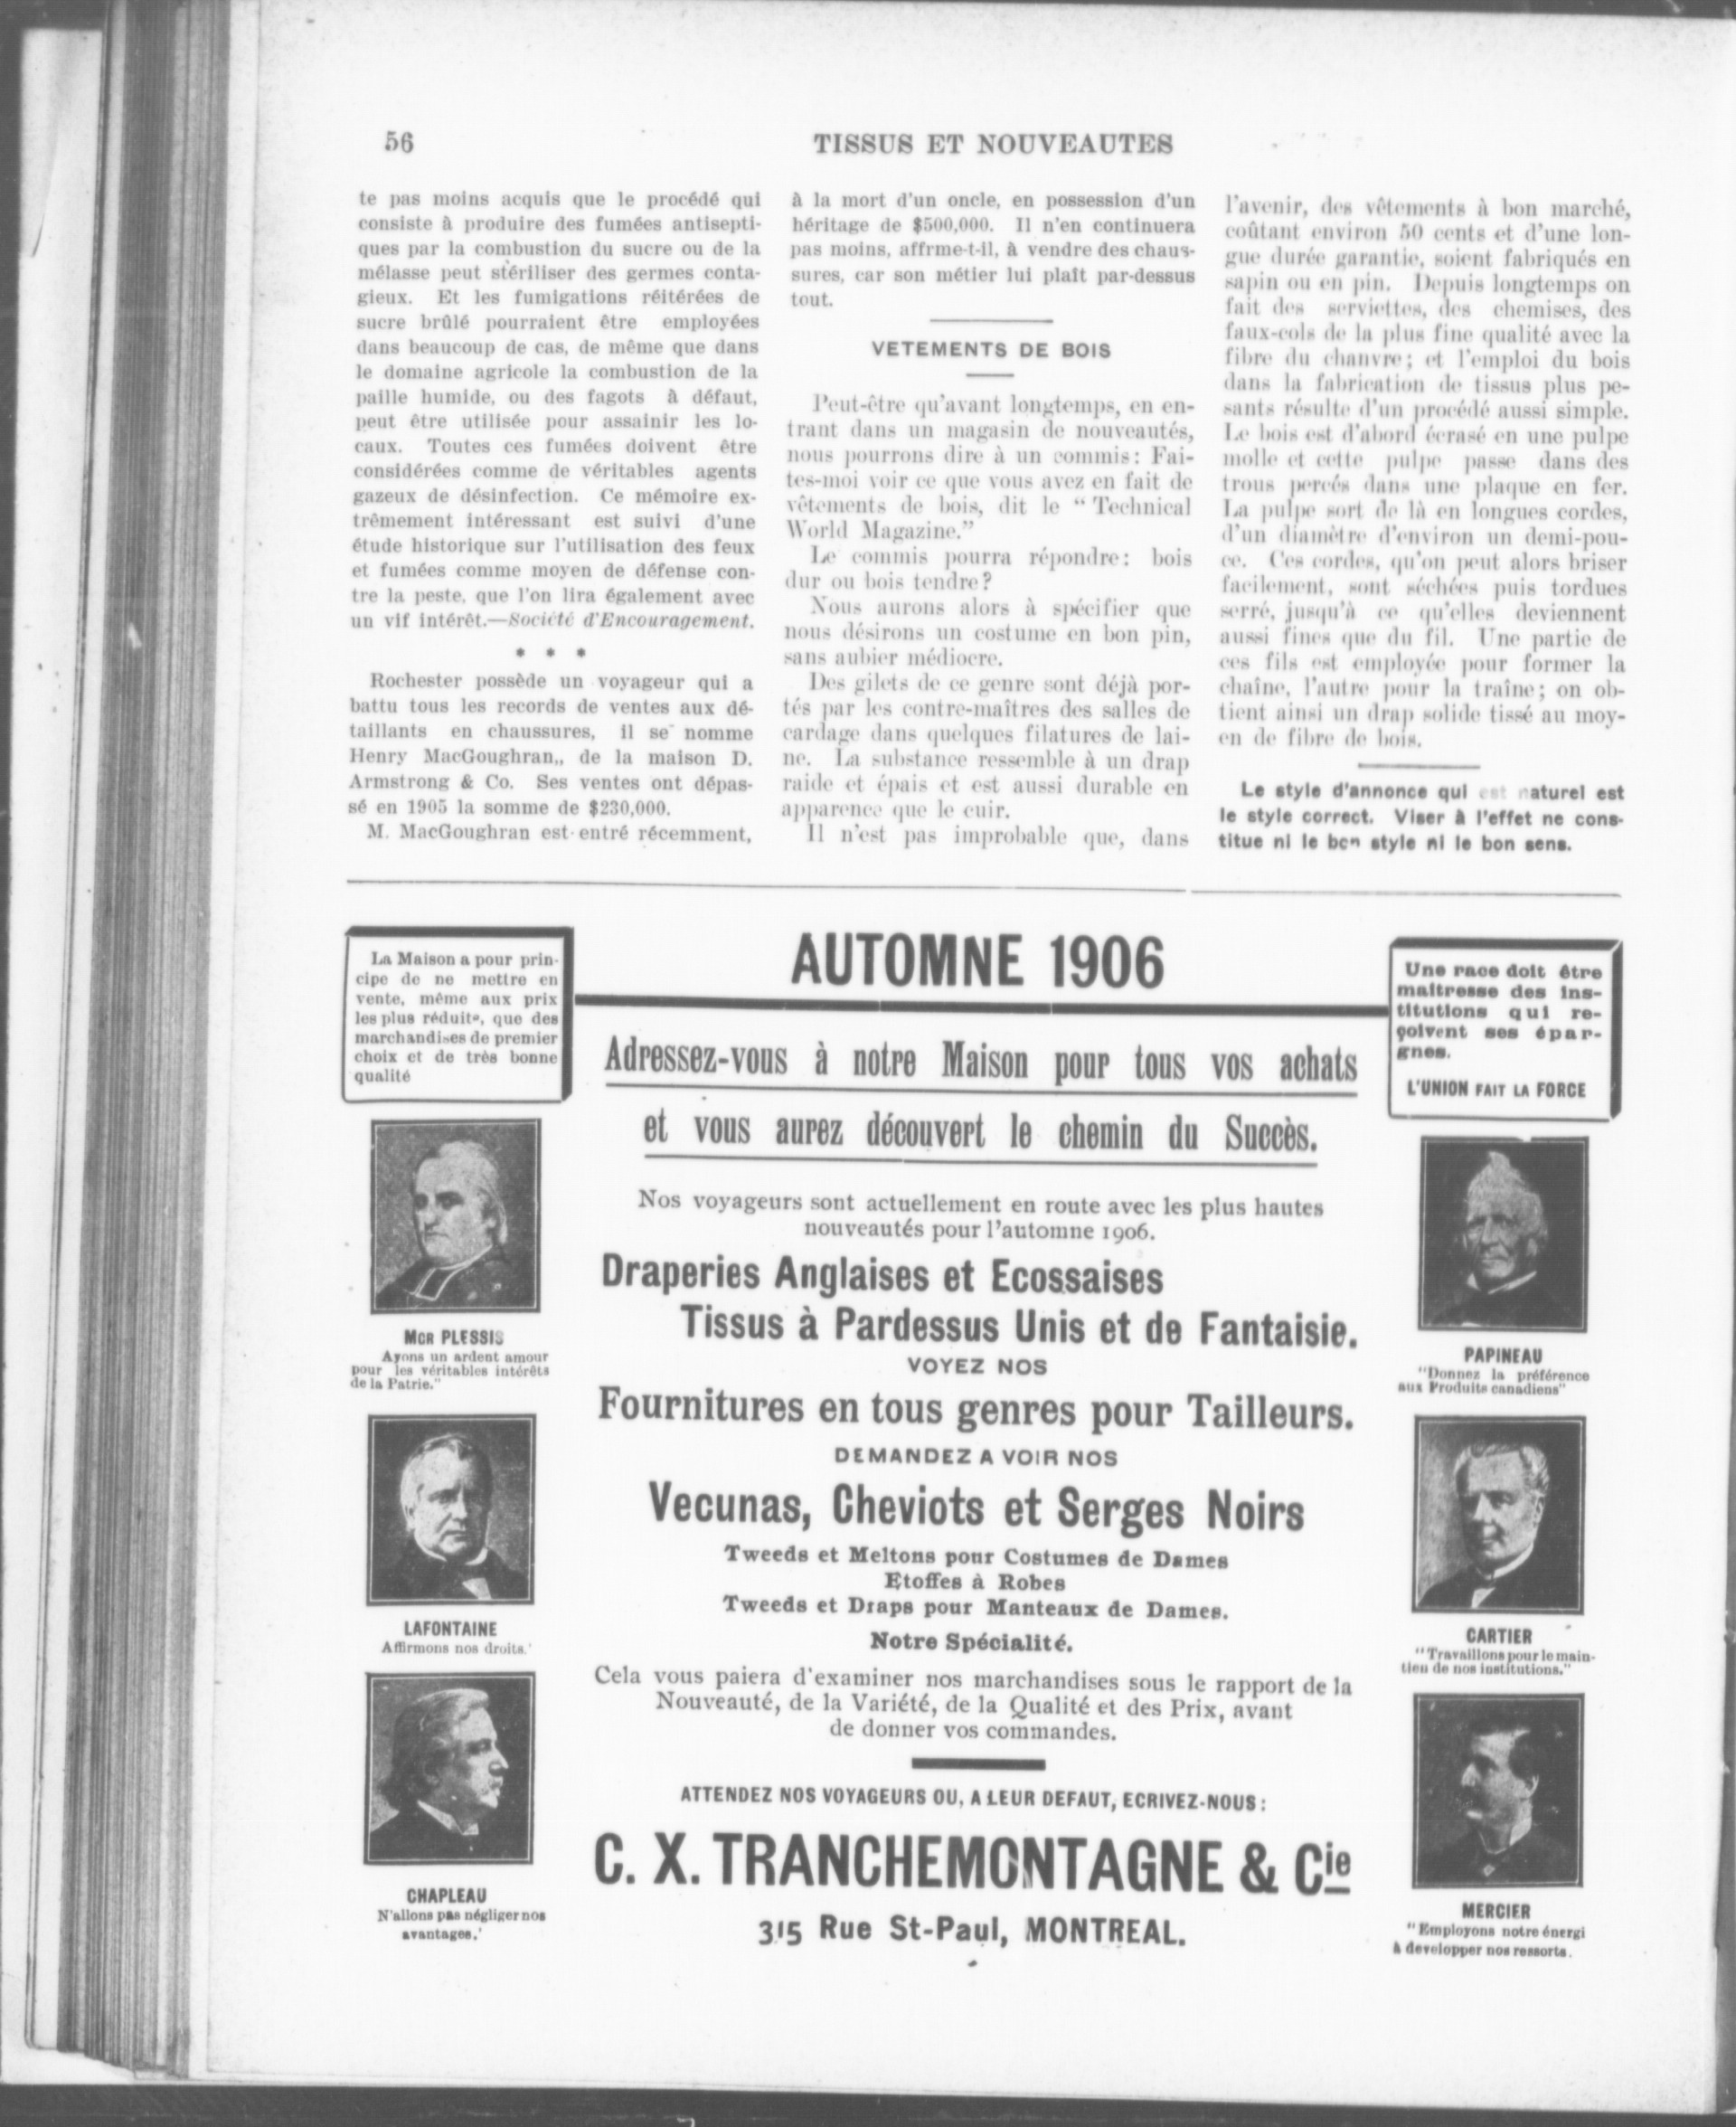 56
TISSUS ET NOUVEAUTES
te pas moins acquis que le procédé qui
consiste à produire des fumées antisepti-
ques par la combustion du sucre ou de la
mélasse peut stériliser des germes conta-
gieux. Et les fumigations réitérées de
sucre brûlé pourraient être employées
dans beaucoup de cas, de même que dans
le domaine agricole la combustion de la
paille humide, ou des fagots à défaut,
peut être utilisée pour assainir les lo-
caux. Toutes ces fumées doivent être
considérées comme de véritables agents
gazeux de désinfection. Ce mémoire ex-
trêmement intéressant est suivi d'une
étude historique sur l'utilisation des feux
et fumées comme moyen de défense con-
tre la peste, que l'on lira également avec
un vif intérêt.—Société d'Encouragement.
* * *
Rochester possède un voyageur qui a
battu tous les records de ventes aux dé-
taillants en chaussures, il se nomme
Henry MacGoughran,, de la maison D.
Armstrong & Co. Ses ventes ont dépas-
sé en 1905 la somme de $230,000.
M. MacGoughran est entré récemment,
à la mort d'un oncle, en possession d'un
héritage de $500,000. Il n'en continuera
pas moins, affrme-t-il, à vendre des chaus-
sures, car son métier lui plaît par-dessus
tout.
VETEMENTS DE BOIS
Peut-être qu'avant longtemps, en en-
trant dans un magasin de nouveautés,
nous pourrons dire à un commis: Fai-
tes-moi voir ce que vous avez en fait de
vêtements de bois, dit le "Technical
World Magazine."
Le commis pourra répondre: bois
dur ou bois tendre?
Nous aurons alors à spécifier que
nous désirons un costume en bon pin,
sans aubier médiocre.
Des gilets de ce genre sont déjà por-
tés par les contre-maîtres des salles de
cardage dans quelques filatures de lai-
ne. La substance ressemble à un drap
raide et épais et est aussi durable en
apparence que le cuir.
Il n'est pas improbable que, dans
l'avenir, des vêtements à bon marché,
coûtant environ 50 cents et d'une lon-
gue durée garantie, soient fabriqués en
sapin ou en pin. Depuis longtemps on
fait des serviettes, des chemises, des
faux-cols de la plus fine qualité avec la
fibre du chanvre; et l'emploi du bois
dans la fabrication de tissus plus pe-
sants résulte d'un procédé aussi simple.
Le bois est d'abord écrasé en une pulpe
molle et cette pulpe passe dans des
trous percés dans une plaque en fer.
La pulpe sort de là en longues cordes,
d'un diamètre d'environ un demi-pou-
ce. Ces cordes, qu'on peut alors briser
facilement, sont séchées puis tordues
serré, jusqu'à ce qu'elles deviennent
aussi fines que du fil. Une partie de
ces fils est employée pour former la
chaîne, l'autre pour la traîne; on ob-
tient ainsi un drap solide tissé au moy-
en de fibre de bois.
Le style d'annonce qui est naturel est
le style correct. Viser à l'effet ne cons-
titue ni le bon style ni le bon sens.
La Maison a pour prin-
cipe de ne mettre en
vente, même aux prix
les plus réduits, que des
marchandises de premier
choix et de très bonne
qualité
AUTOMNE 1906
Une race doit être
maîtresse des ins-
titutions qui re-
çoivent ses épar-
gnes.
L'UNION FAIT LA FORCE
Adressez-vous à notre Maison pour tous vos achats
et vous aurez découvert le chemin du Succès.
Nos voyageurs sont actuellement en route avec les plus hautes
nouveautés pour l'automne 1906.
Draperies Anglaises et Ecossaises
Tissus à Pardessus Unis et de Fantaisie.
VOYEZ NOS
Fournitures en tous genres pour Tailleurs.
DEMANDEZ A VOIR NOS
Vecunas, Cheviots et Serges Noirs
Tweeds et Meltons pour Costumes de Dames
Etoffes à Robes
Tweeds et Draps pour Manteaux de Dames.
Notre Spécialité.
Cela vous paiera d'examiner nos marchandises sous le rapport de la
Nouveauté, de la Variété, de la Qualité et des Prix, avant
de donner vos commandes.
ATTENDEZ NOS VOYAGEURS OU, A LEUR DEFAUT, ECRIVEZ-NOUS:
C. X. TRANCHEMONTAGNE & Cie
315 Rue St-Paul, MONTREAL.
MGR PLESSIS
Ayons un ardent amour
pour les véritables intérêts
de la Patrie."
LAFONTAINE
Affirmons nos droits.'
CHAPLEAU
N'allons pas négliger nos
avantages.'
PAPINEAU
"Donnez la préférence
aux Produits canadiens"
CARTIER
"Travaillons pour le main-
tien de nos institutions."
MERCIER
"Employons notre énergi
à developper nos ressorts.